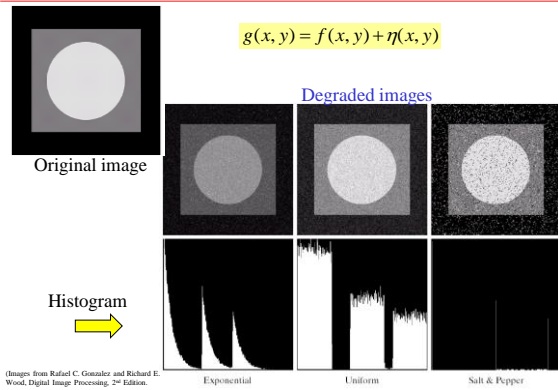 g(x, y) = f(x, y) + η(x, y)
Degraded images
Original image
Histogram
(Images from Rafael C. Gonzalez and Richard E.
Wood, Digital Image Processing, 2nd Edition.
Exponential
Uniform
Salt & Pepper